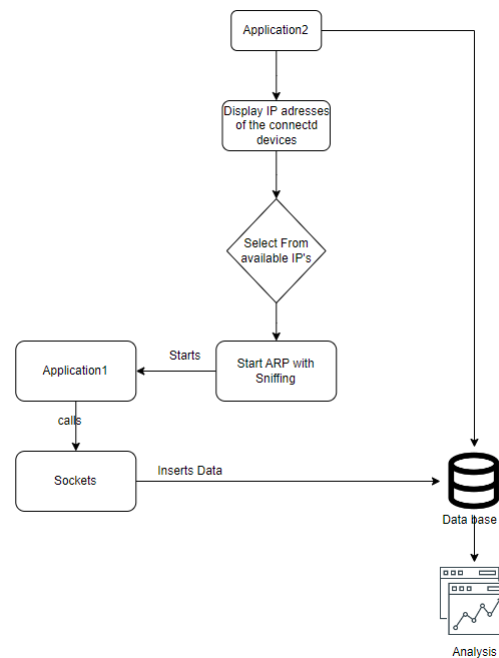 Application2
Display IP adresses
of the connectd
devices
Select From
available IP's
Starts
Application1
Start ARP with
Sniffing
calls
Sockets
Inserts Data
Data base
Analysis